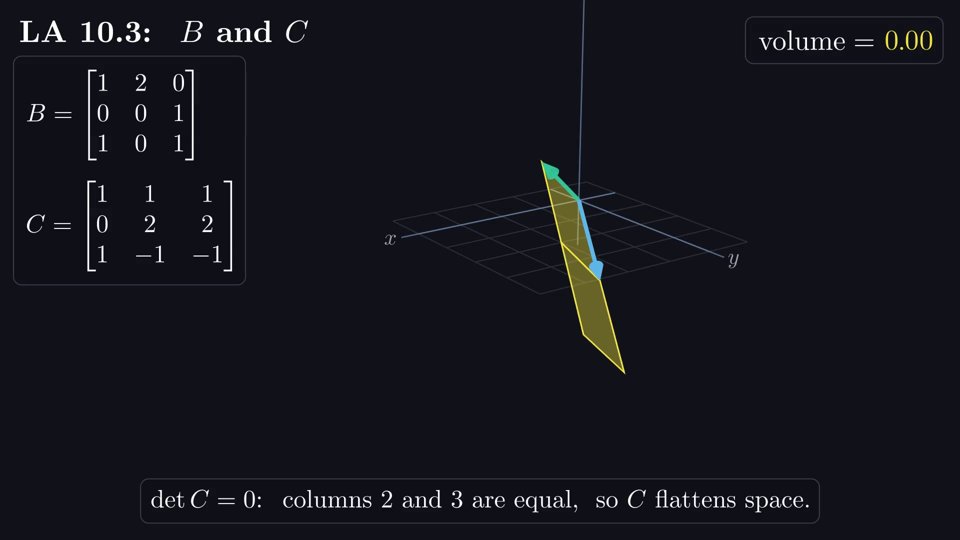 LA 10.3: B and C
volume = 0.00
B = [1 2 0
0 0 1
1 0 1]
C = [1 1 1
0 2 2
1 −1 −1]
x
y
det C = 0: columns 2 and 3 are equal, so C flattens space.